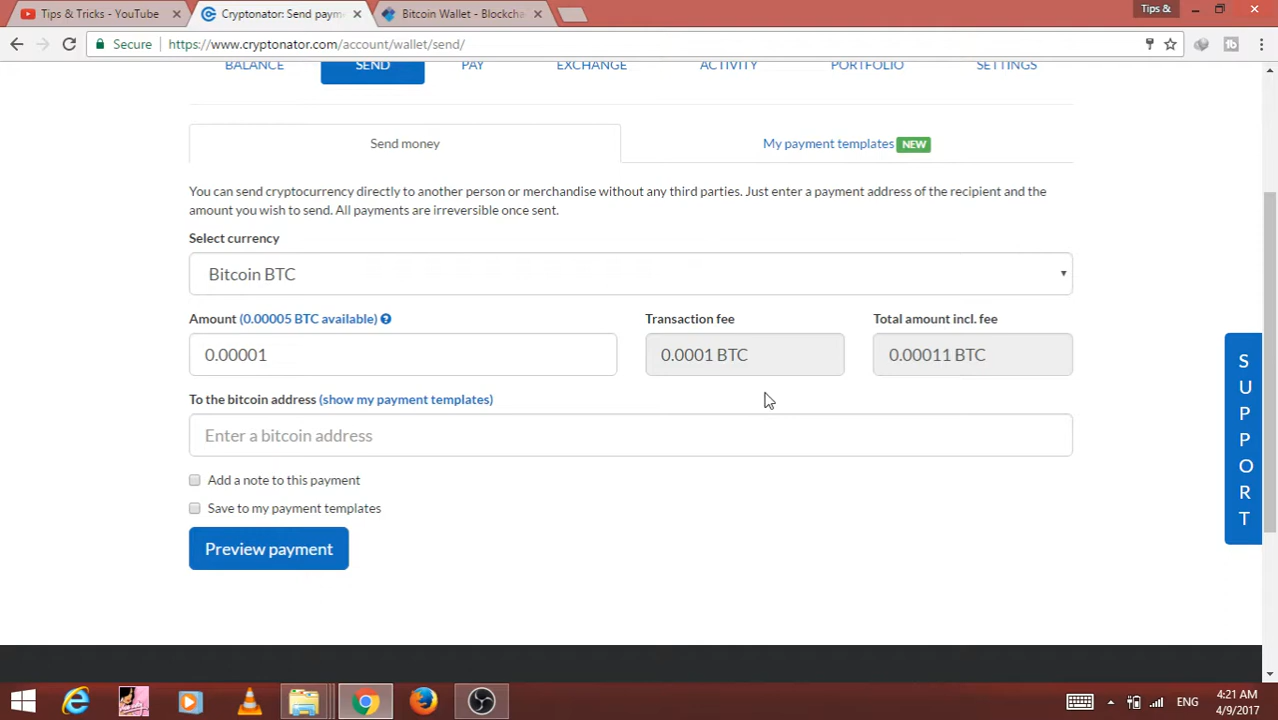 Tips & Tricks - YouTube
Cryptonator: Send paym
Bitcoin Wallet - Blockcha
Tips &
Secure
https://www.cryptonator.com/account/wallet/send/
BALANCE
SEND
PAY
EXCHANGE
ACTIVITY
PORTFOLIO
SETTINGS
Send money
My payment templates NEW
You can send cryptocurrency directly to another person or merchandise without any third parties. Just enter a payment address of the recipient and the
amount you wish to send. All payments are irreversible once sent.
Select currency
Bitcoin BTC
Amount (0.00005 BTC available)
Transaction fee
Total amount incl. fee
0.00001
0.0001 BTC
0.00011 BTC
To the bitcoin address (show my payment templates)
Enter a bitcoin address
Add a note to this payment
Save to my payment templates
Preview payment
SUPPORT
ENG
4:21 AM
4/9/2017